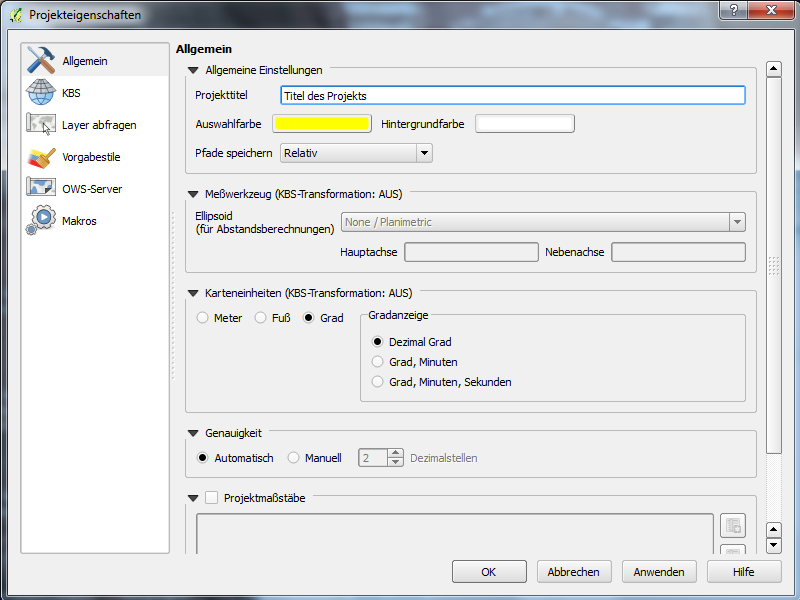 Projekteigenschaften
Allgemein
KBS
Layer abfragen
Vorgabestile
OWS-Server
Makros
Allgemein
Allgemeine Einstellungen
Projekttitel Titel des Projekts
Auswahlfarbe Hintergrundfarbe
Pfade speichern Relativ
Meßwerkzeug (KBS-Transformation: AUS)
Ellipsoid
(für Abstandsberechnungen) None / Planimetric
Hauptachse Nebenachse
Karteneinheiten (KBS-Transformation: AUS)
Meter Fuß Grad
Gradanzeige
Dezimal Grad
Grad, Minuten
Grad, Minuten, Sekunden
Genauigkeit
Automatisch Manuell 2 Dezimalstellen
Projektmaßstäbe
OK Abbrechen Anwenden Hilfe